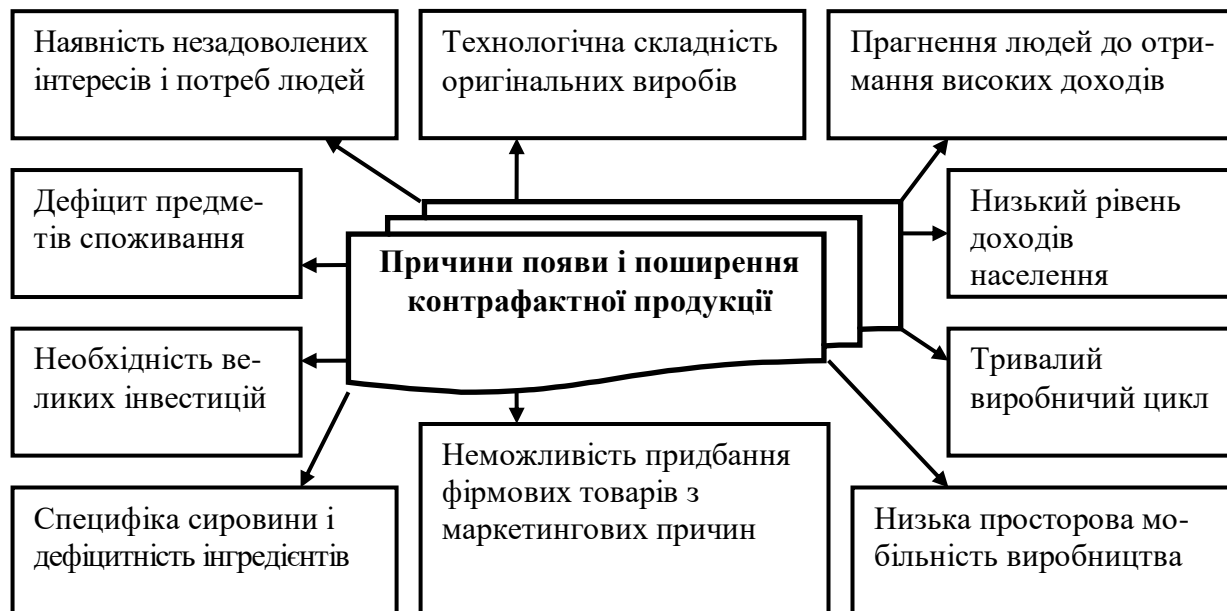 Наявність незадоволених
інтересів і потреб людей
Технологічна складність
оригінальних виробів
Прагнення людей до отри-
мання високих доходів
Дефіцит предме-
тів споживання
Причини появи і поширення
контрафактної продукції
Низький рівень
доходів
населення
Необхідність ве-
ликих інвестицій
Тривалий
виробничий цикл
Специфіка сировини і
дефіцитність інгредієнтів
Неможливість придбання
фірмових товарів з
маркетингових причин
Низька просторова мо-
більність виробництва